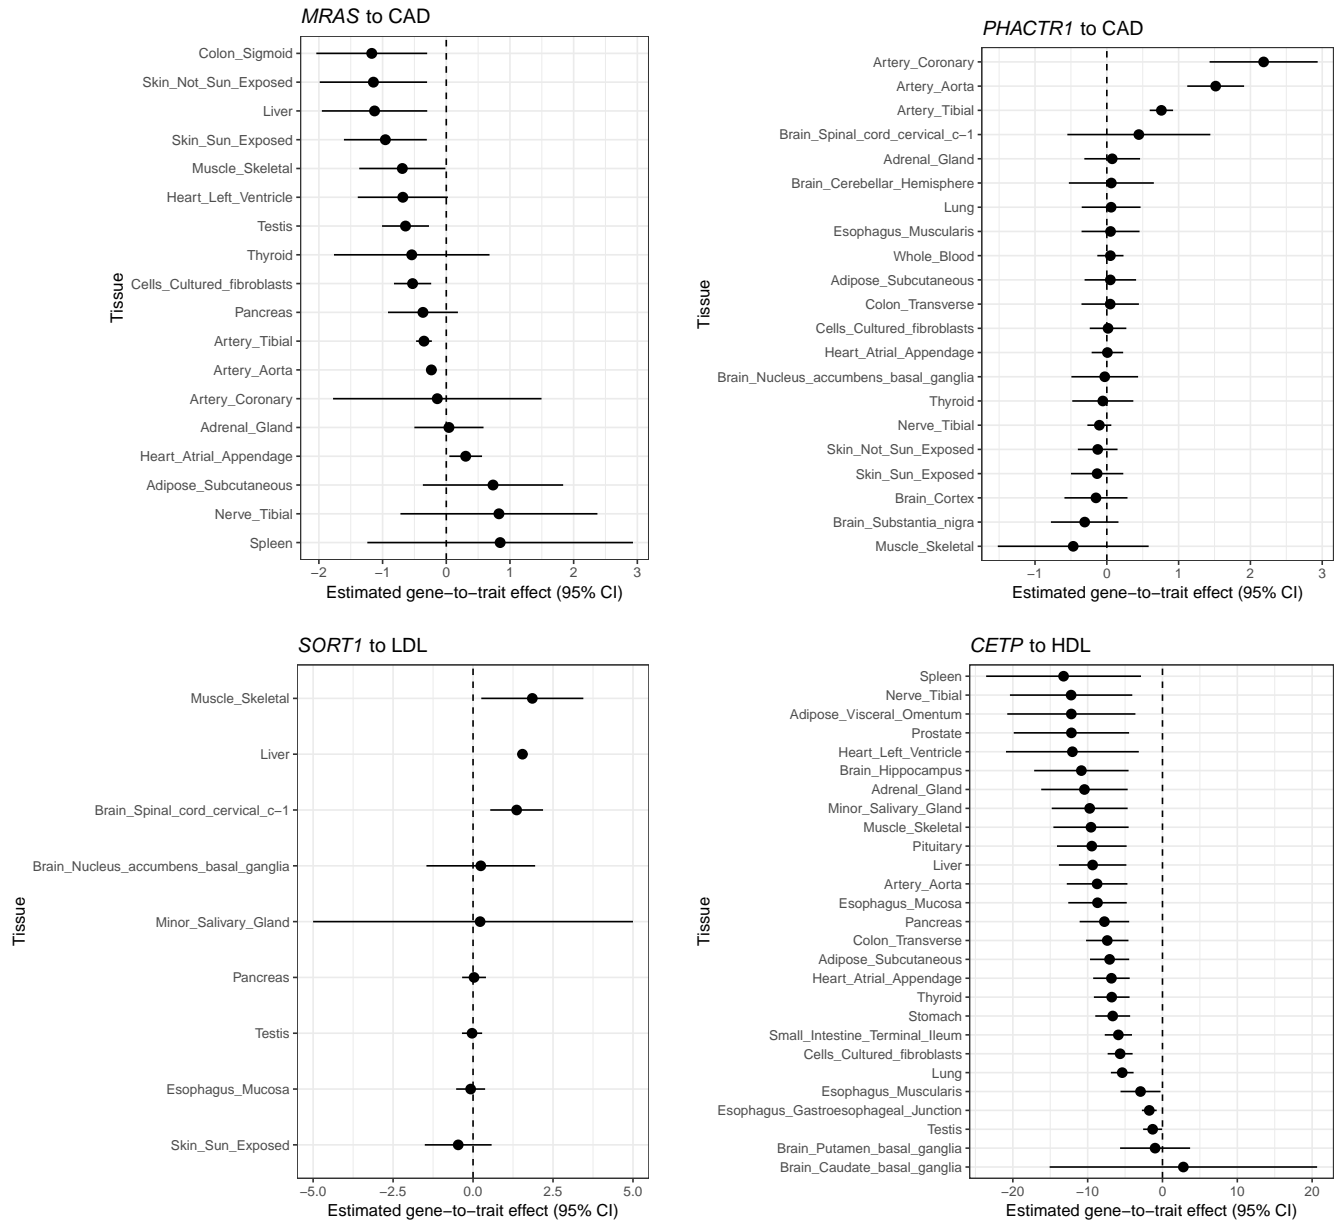 MRAS to CAD
Tissue
Colon_Sigmoid
Skin_Not_Sun_Exposed
Liver
Skin_Sun_Exposed
Muscle_Skeletal
Heart_Left_Ventricle
Testis
Thyroid
Cells_Cultured_fibroblasts
Pancreas
Artery_Tibial
Artery_Aorta
Artery_Coronary
Adrenal_Gland
Heart_Atrial_Appendage
Adipose_Subcutaneous
Nerve_Tibial
Spleen
−2 −1 0 1 2 3
Estimated gene−to−trait effect (95% CI)
PHACTR1 to CAD
Tissue
Artery_Coronary
Artery_Aorta
Artery_Tibial
Brain_Spinal_cord_cervical_c−1
Adrenal_Gland
Brain_Cerebellar_Hemisphere
Lung
Esophagus_Muscularis
Whole_Blood
Adipose_Subcutaneous
Colon_Transverse
Cells_Cultured_fibroblasts
Heart_Atrial_Appendage
Brain_Nucleus_accumbens_basal_ganglia
Thyroid
Nerve_Tibial
Skin_Not_Sun_Exposed
Skin_Sun_Exposed
Brain_Cortex
Brain_Substantia_nigra
Muscle_Skeletal
−1 0 1 2 3
Estimated gene−to−trait effect (95% CI)
SORT1 to LDL
Tissue
Muscle_Skeletal
Liver
Brain_Spinal_cord_cervical_c−1
Brain_Nucleus_accumbens_basal_ganglia
Minor_Salivary_Gland
Pancreas
Testis
Esophagus_Mucosa
Skin_Sun_Exposed
−5.0 −2.5 0.0 2.5 5.0
Estimated gene−to−trait effect (95% CI)
CETP to HDL
Tissue
Spleen
Nerve_Tibial
Adipose_Visceral_Omentum
Prostate
Heart_Left_Ventricle
Brain_Hippocampus
Adrenal_Gland
Minor_Salivary_Gland
Muscle_Skeletal
Pituitary
Liver
Artery_Aorta
Esophagus_Mucosa
Pancreas
Colon_Transverse
Adipose_Subcutaneous
Heart_Atrial_Appendage
Thyroid
Stomach
Small_Intestine_Terminal_Ileum
Cells_Cultured_fibroblasts
Lung
Esophagus_Muscularis
Esophagus_Gastroesophageal_Junction
Testis
Brain_Putamen_basal_ganglia
Brain_Caudate_basal_ganglia
−20 −10 0 10 20
Estimated gene−to−trait effect (95% CI)